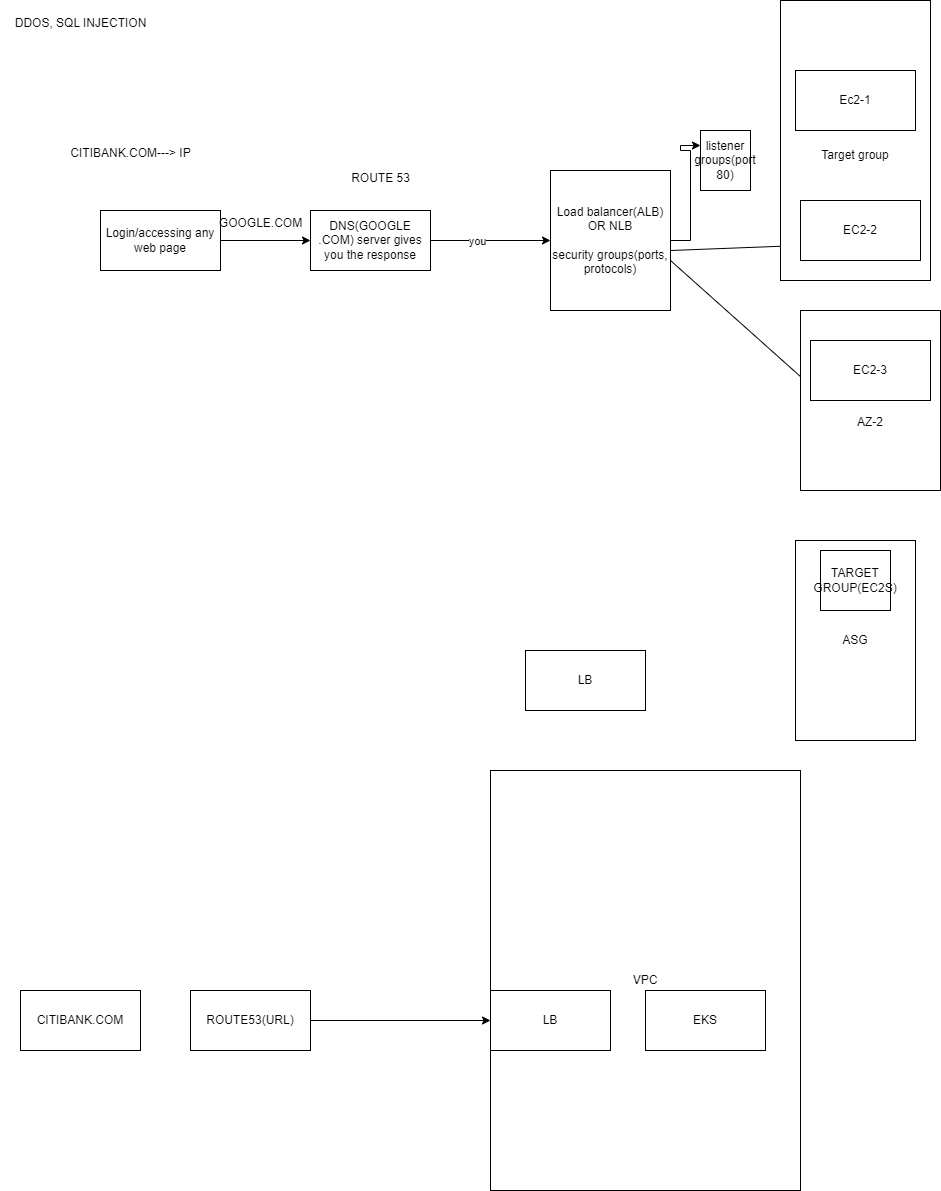 DDOS, SQL INJECTION
Ec2-1
listener
groups(port
80)
CITIBANK.COM---> IP
Target group
ROUTE 53
Load balancer(ALB)
OR NLB
security groups(ports,
protocols)
EC2-2
Login/accessing any
web page
GOOGLE.COM
DNS(GOOGLE
.COM) server gives
you the response
you
EC2-3
AZ-2
TARGET
GROUP(EC2S)
ASG
LB
VPC
CITIBANK.COM
ROUTE53(URL)
LB
EKS